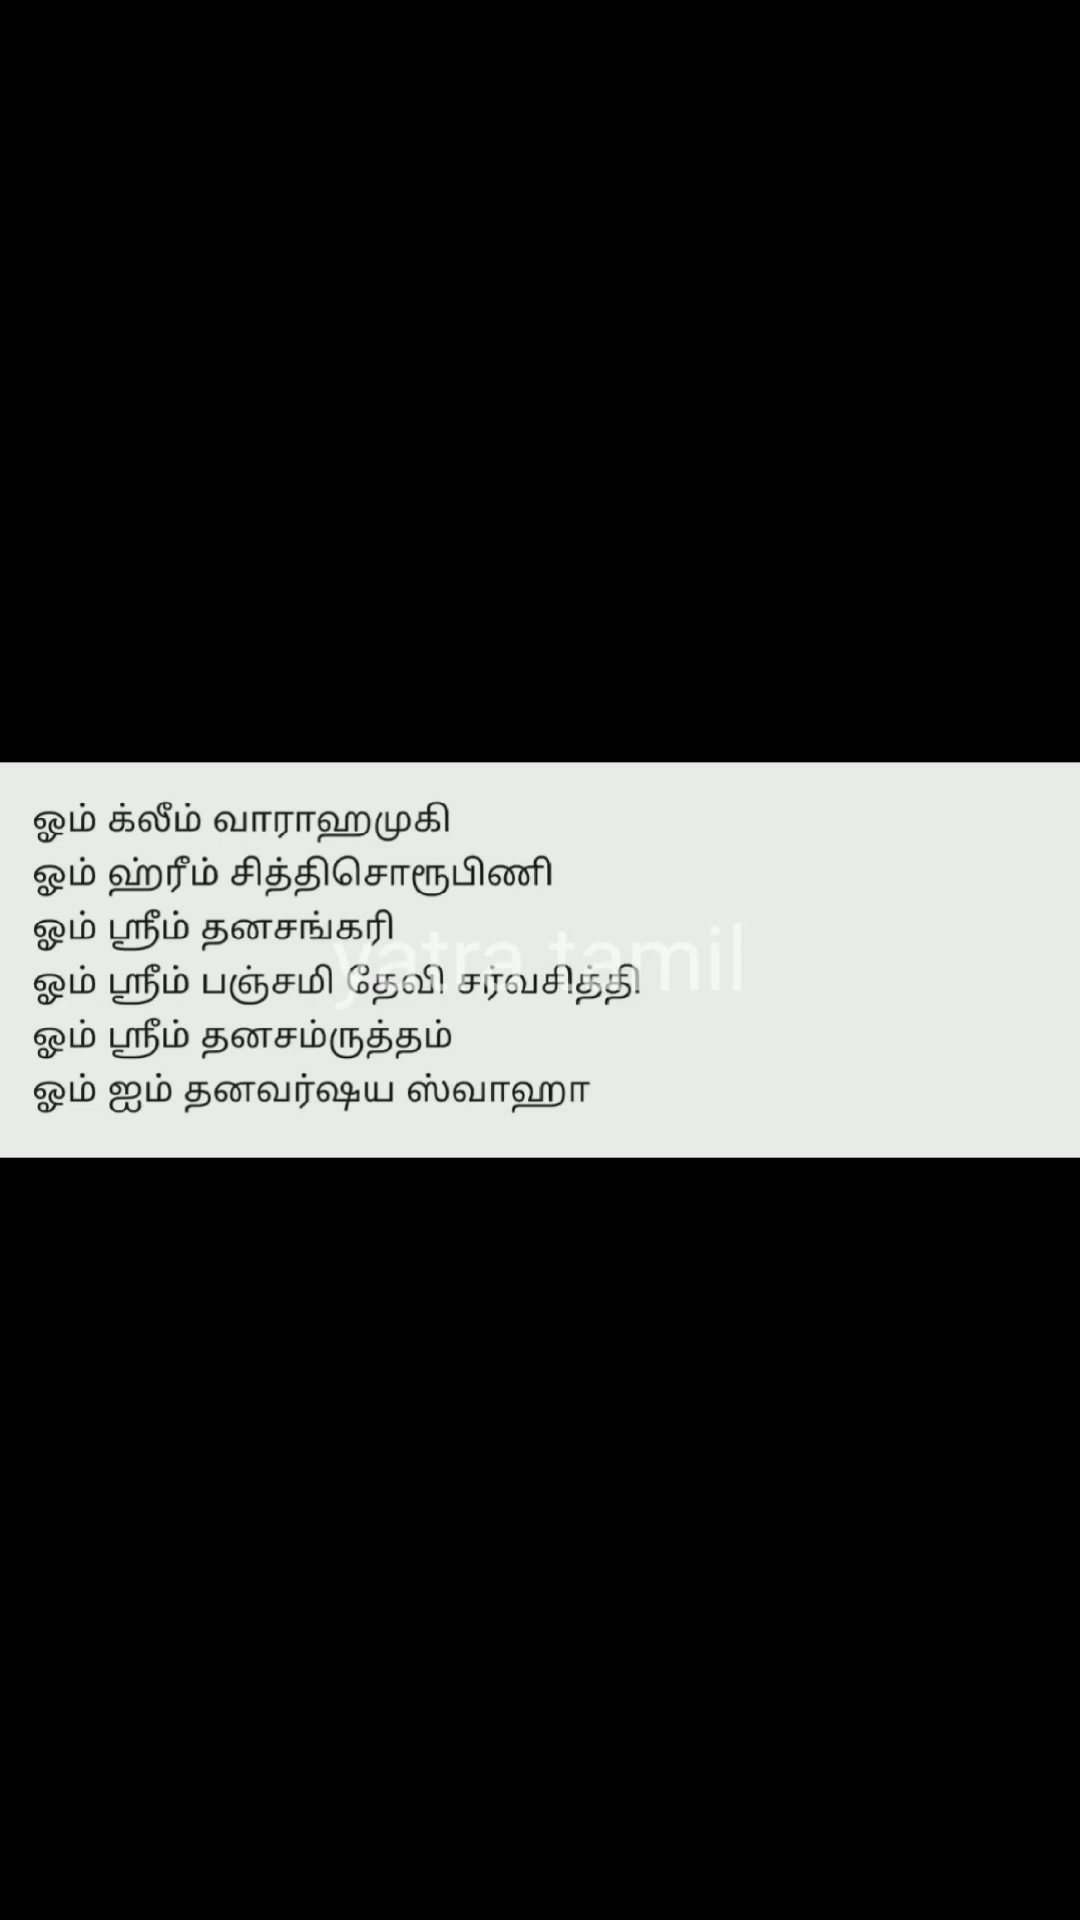 ஓம் க்லீம் வாராஹமுகி
ஓம் ஹ்ரீம் சித்திசொரூபிணி
ஓம் ஸ்ரீம் தனசங்கரி
yatra tamil
ஓம் ஸ்ரீம் பஞ்சமி தேவி சர்வசித்தி
ஓம் ஸ்ரீம் தனசம்ருத்தம்
ஓம் ஐம் தனவர்ஷய ஸ்வாஹா